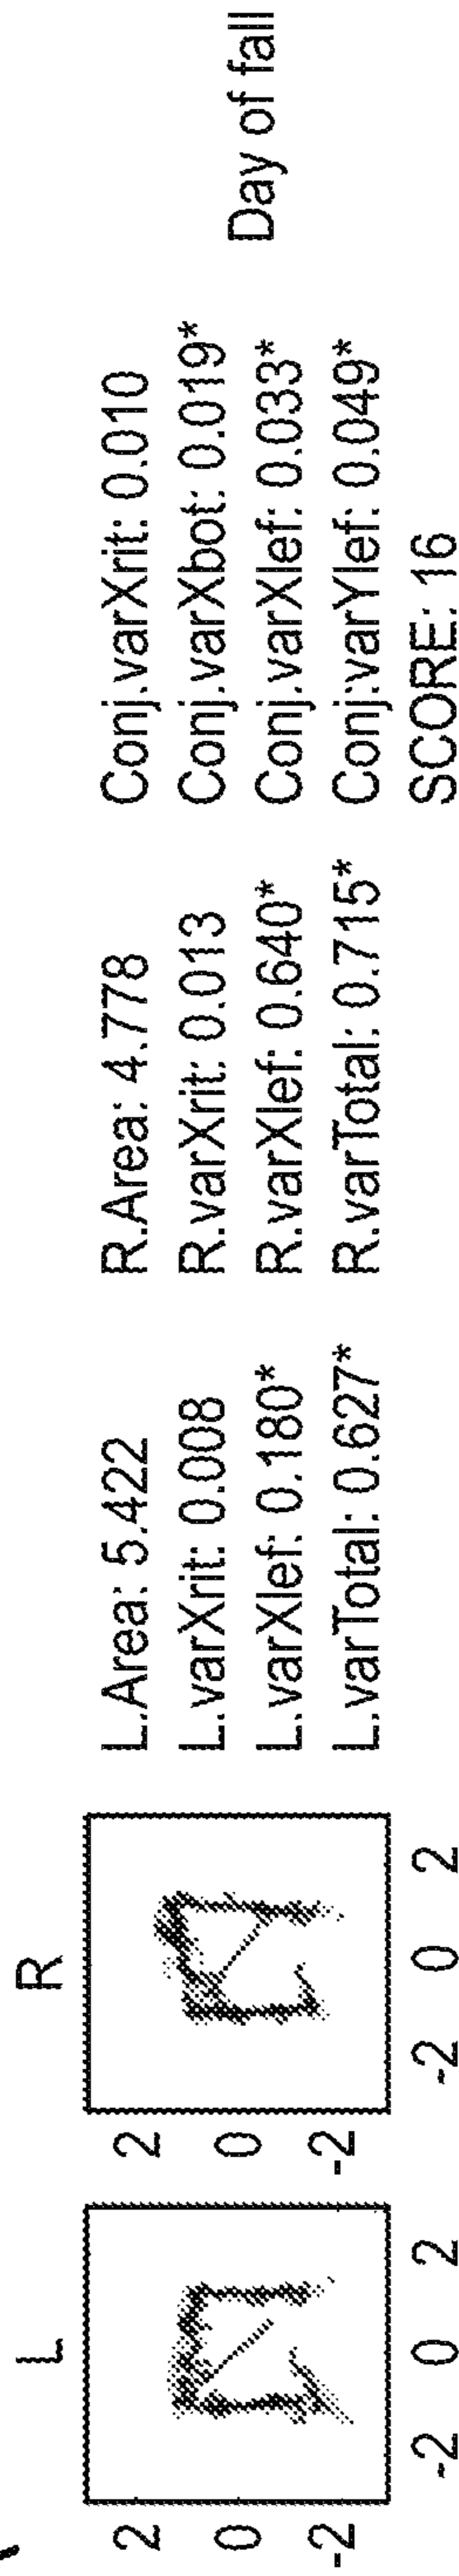 L
R
2
0
-2
-2 0 2
2
0
-2
-2 0 2
L.Area: 5.422
L.varXrit: 0.008
L.varXlef: 0.180*
L.varTotal: 0.627*
R.Area: 4.778
R.varXrit: 0.013
R.varXlef: 0.640*
R.varTotal: 0.715*
Conj.varXrit: 0.010
Conj.varXbot: 0.019*
Conj.varXlef: 0.033*
Conj.varYlef: 0.049*
SCORE: 16
Day of fall